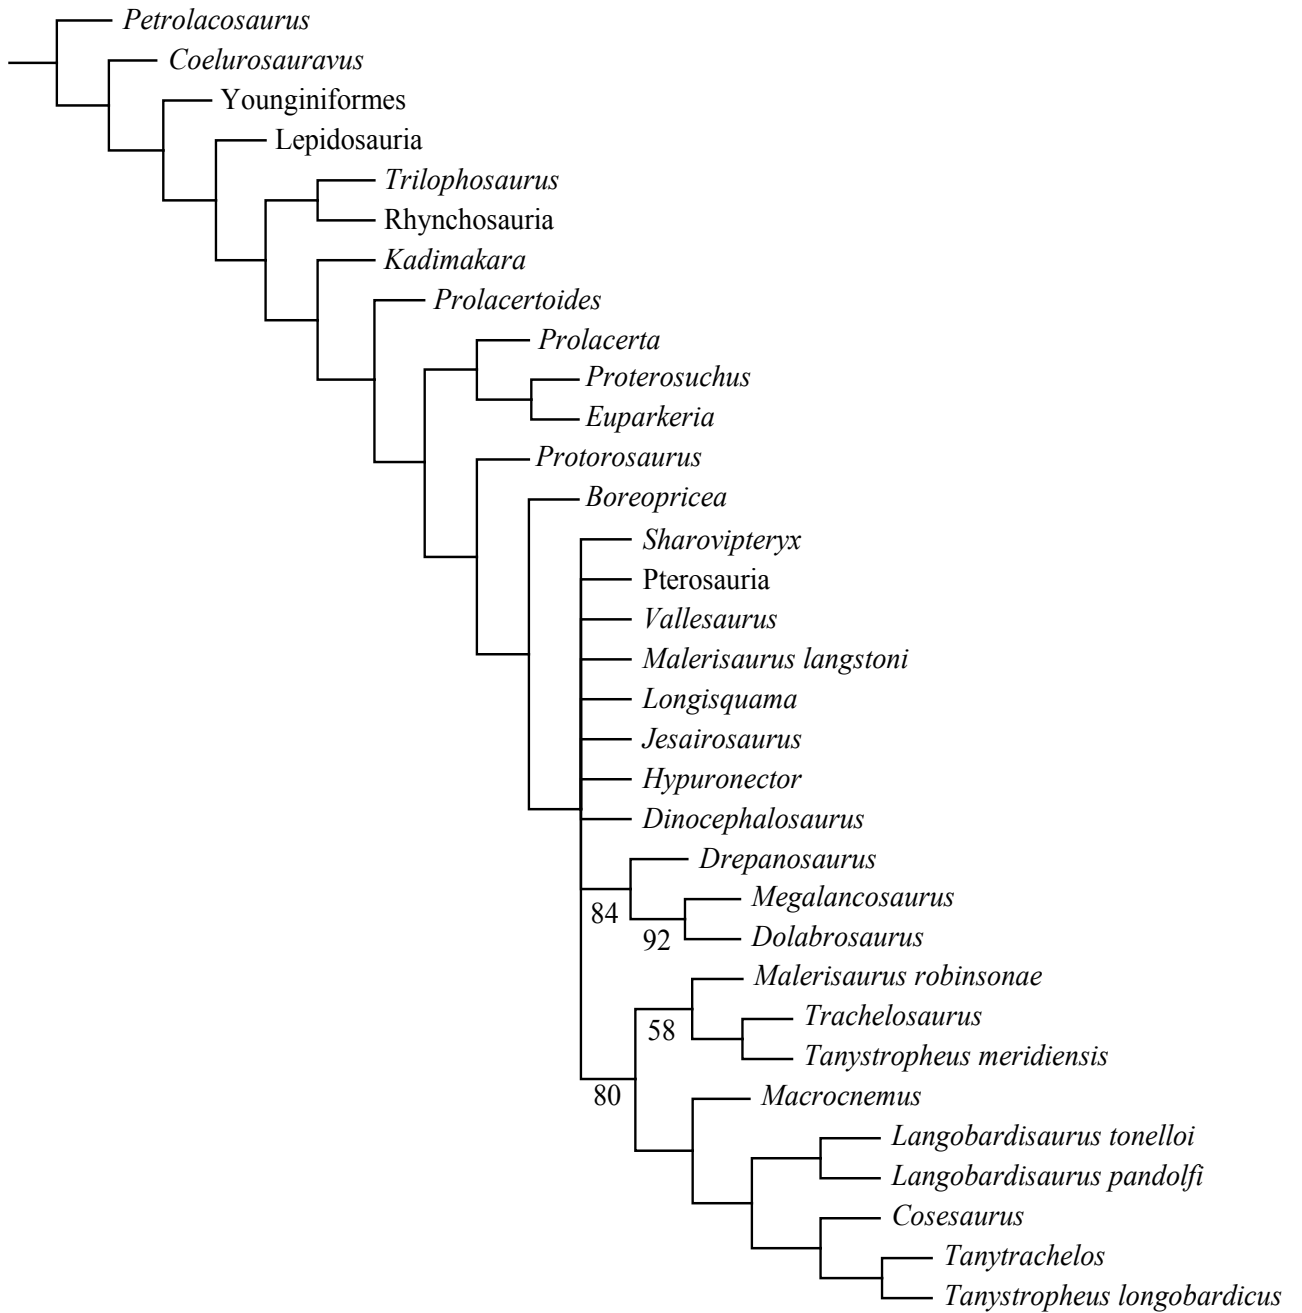 Petrolacosaurus
Coelurosauravus
Younginiformes
Lepidosauria
Trilophosaurus
Rhynchosauria
Kadimakara
Prolacertoides
Prolacerta
Proterosuchus
Euparkeria
Protorosaurus
Boreopricea
Sharovipteryx
Pterosauria
Vallesaurus
Malerisaurus langstoni
Longisquama
Jesairosaurus
Hypuronector
Dinocephalosaurus
Drepanosaurus
Megalancosaurus
84
92
Dolabrosaurus
Malerisaurus robinsonae
Trachelosaurus
58
Tanystropheus meridiensis
80
Macrocnemus
Langobardisaurus tonelloi
Langobardisaurus pandolfi
Cosesaurus
Tanytrachelos
Tanystropheus longobardicus